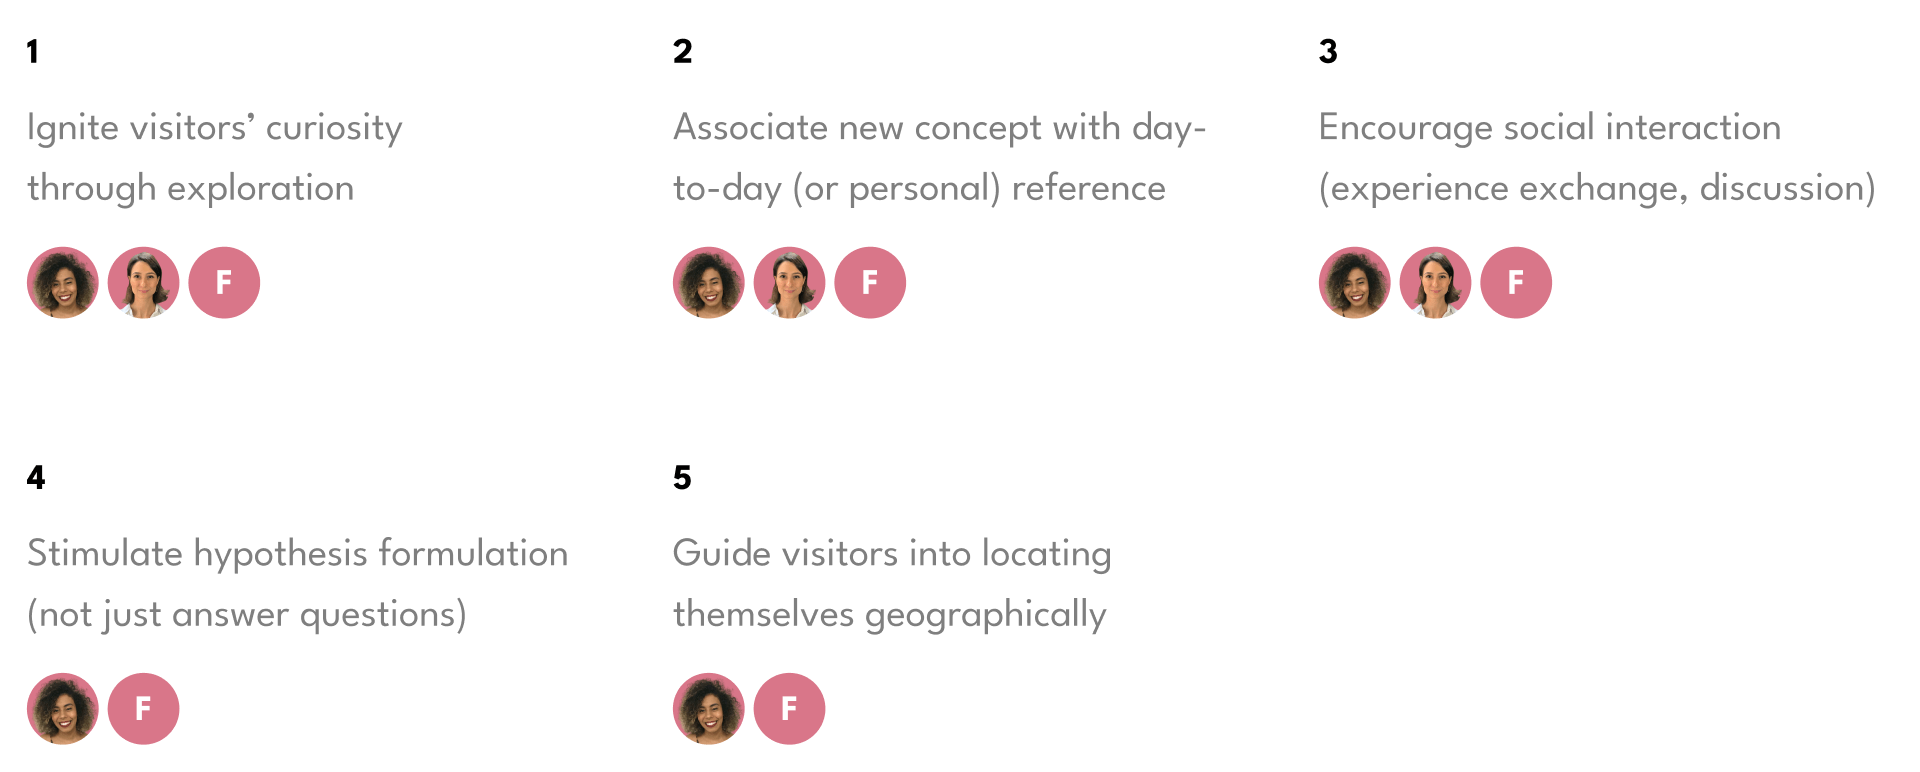 1
Ignite visitors’ curiosity
through exploration
F
2
Associate new concept with day-
to-day (or personal) reference
F
3
Encourage social interaction
(experience exchange, discussion)
F
4
Stimulate hypothesis formulation
(not just answer questions)
F
5
Guide visitors into locating
themselves geographically
F